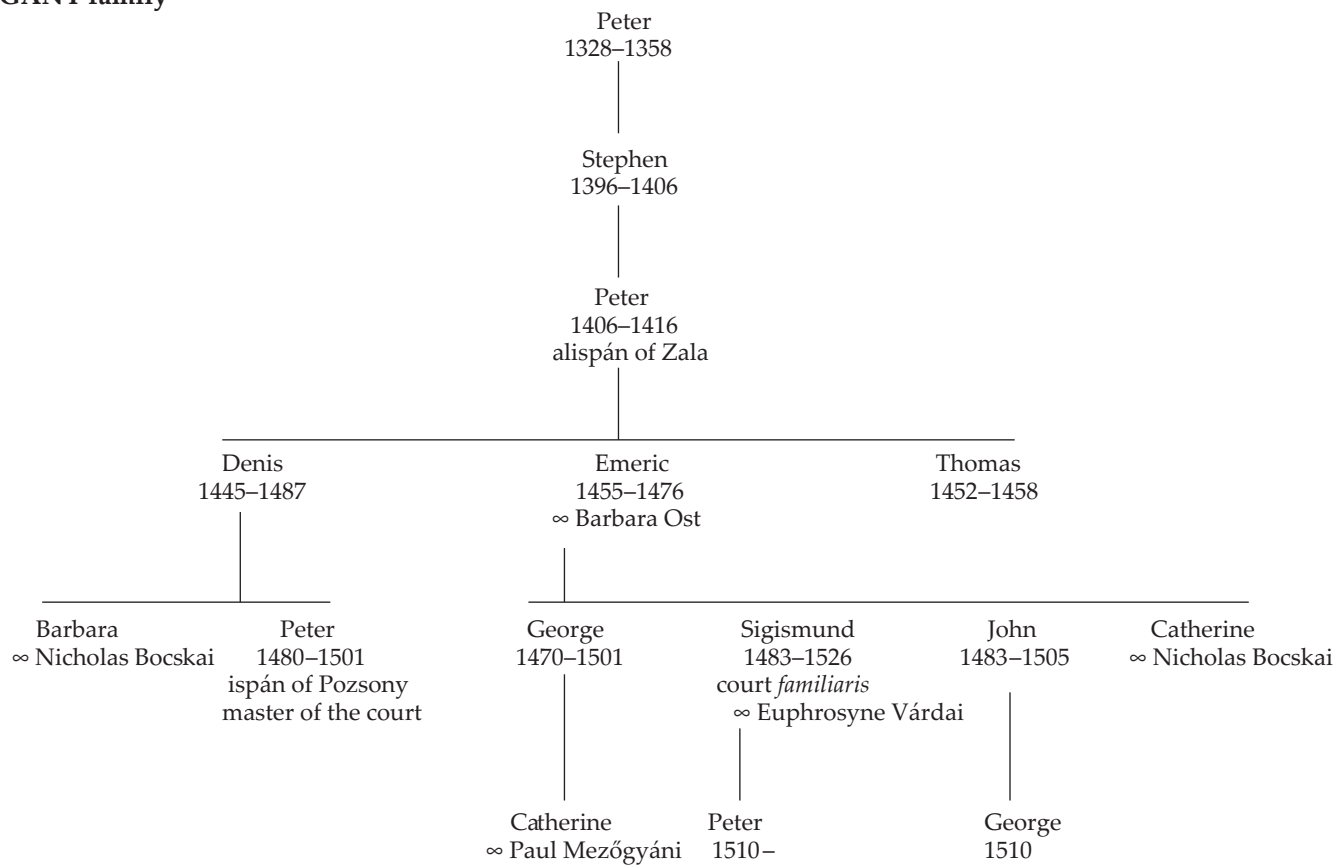 Peter
1328–1358
Stephen
1396–1406
Peter
1406–1416
alispán of Zala
Denis
1445–1487
Emeric
1455–1476
∞ Barbara Ost
Thomas
1452–1458
Barbara
∞ Nicholas Bocskai
Peter
1480–1501
ispán of Pozsony
master of the court
George
1470–1501
Sigismund
1483–1526
court familiaris
∞ Euphrosyne Várdai
John
1483–1505
Catherine
∞ Nicholas Bocskai
Catherine
∞ Paul Mezőgyáni
Peter
1510–
George
1510